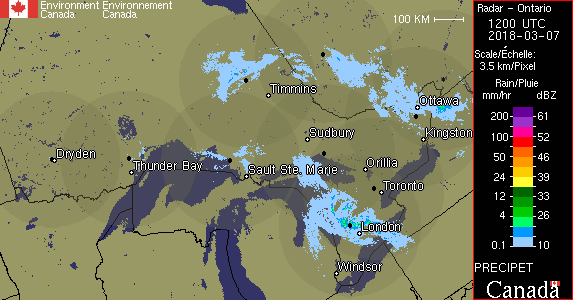 Environment Environnement
Canada Canada
100 KM
Timmins
Ottawa
Sudbury
Kingston
Dryden
Thunder Bay
Sault Ste. Marie
Orillia
Toronto
London
Windsor
Radar - Ontario
1200 UTC
2018-03-07
Scale/Échelle:
3.5 km/Pixel
Rain/Pluie
mm/hr dBZ
200 61
100 52
50 46
24 39
12 33
4 26
0.1 10
PRECIPET
Canada